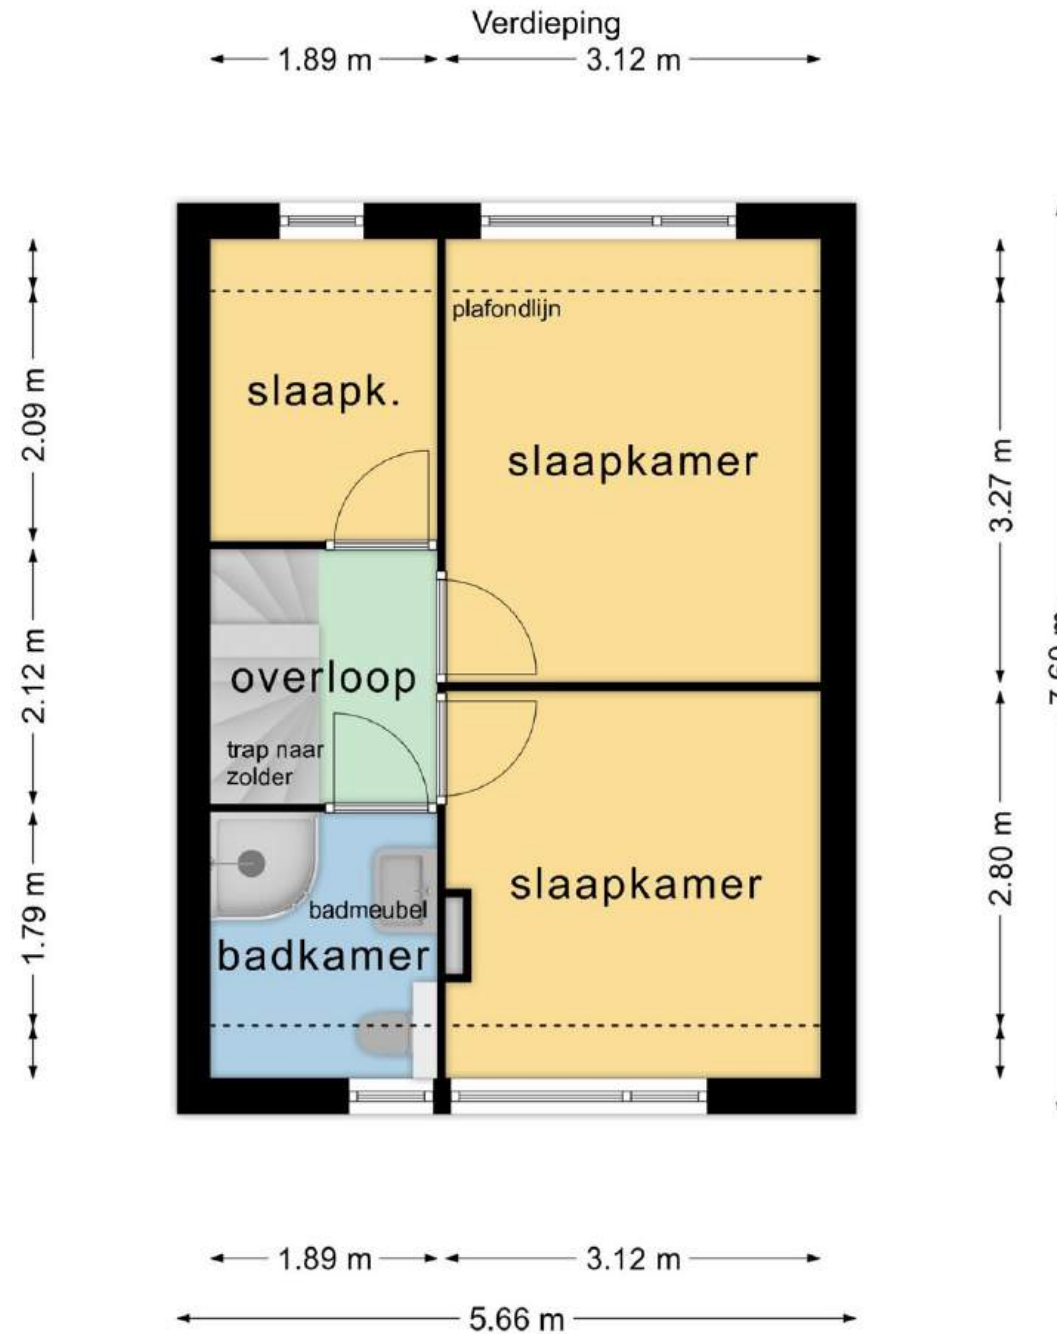 Verdieping
1.89 m
3.12 m
plafondlijn
slaapk.
slaapkamer
2.09 m
3.27 m
overloop
trap naar
zolder
2.12 m
slaapkamer
badmeubel
badkamer
1.79 m
2.80 m
1.89 m
3.12 m
5.66 m